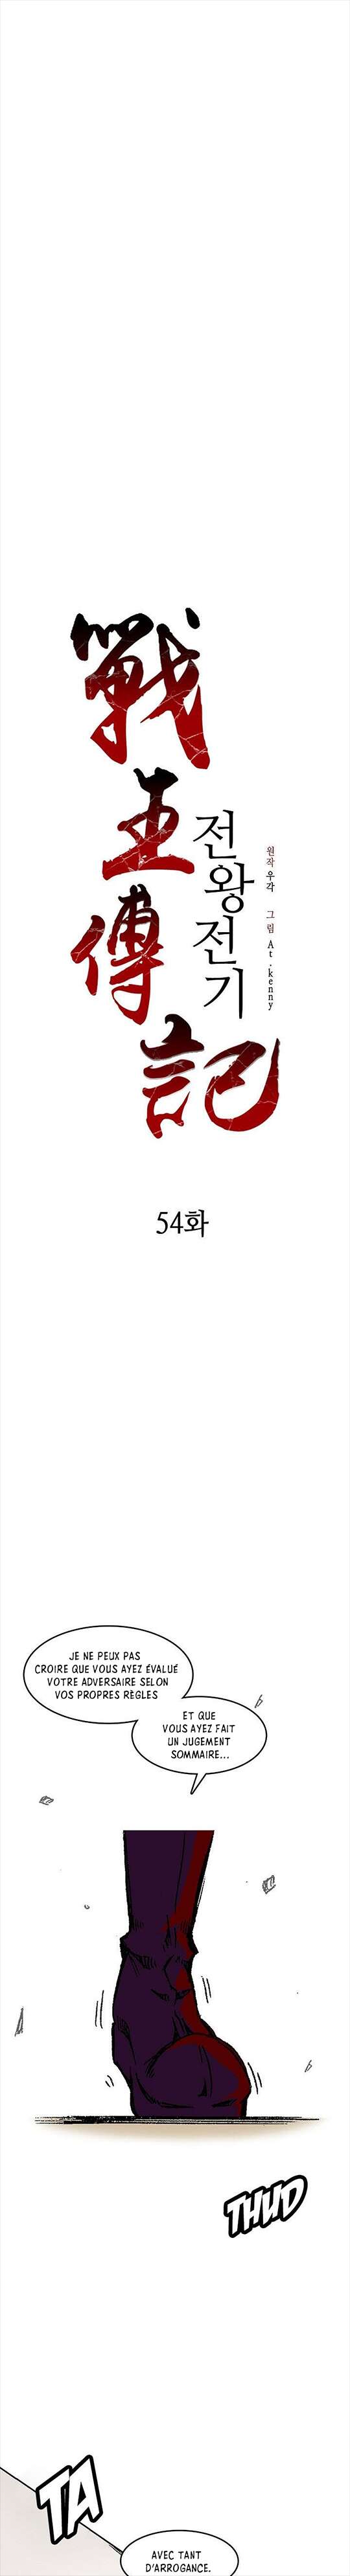 戰王傳記
전왕전기
원작 우각 그림 At.kenny
54화
JE NE PEUX PAS
CROIRE QUE VOUS AYEZ ÉVALUÉ
VOTRE ADVERSAIRE SELON
VOS PROPRES RÈGLES
ET QUE
VOUS AYEZ FAIT
UN JUGEMENT
SOMMAIRE...
THUD
TA
AVEC TANT
D'ARROGANCE.